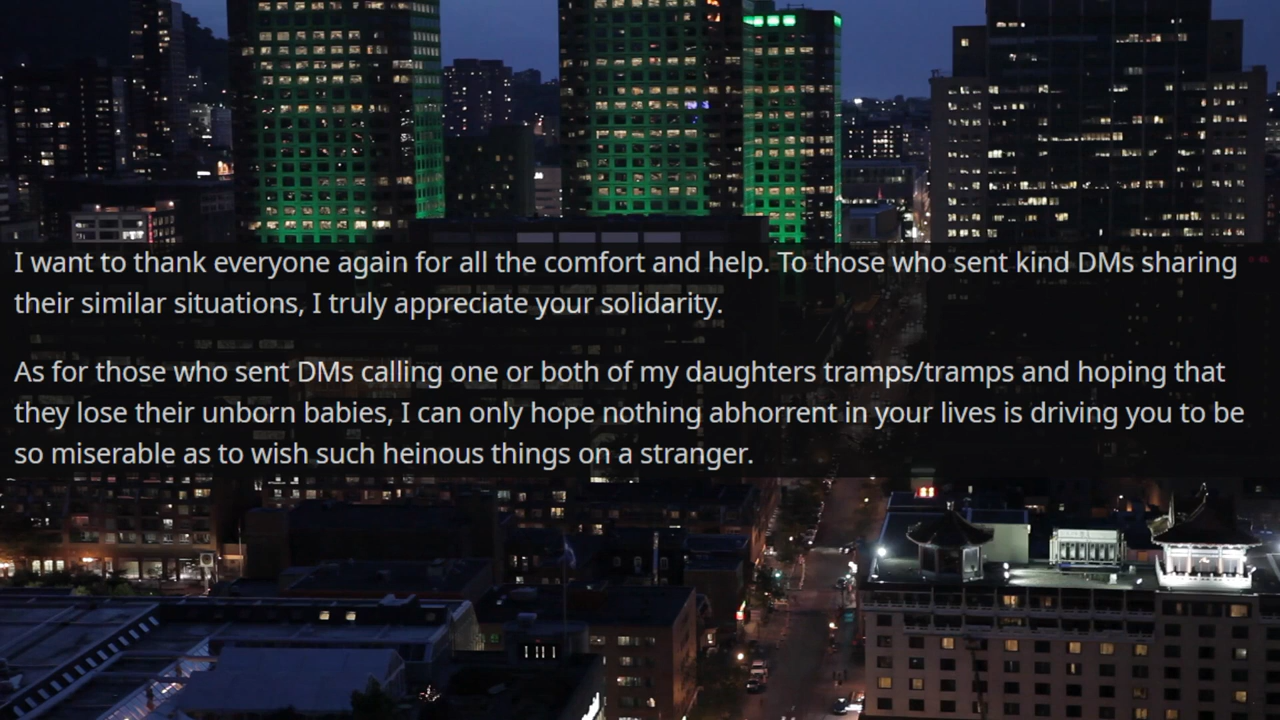 I want to thank everyone again for all the comfort and help. To those who sent kind DMs sharing
their similar situations, I truly appreciate your solidarity.
As for those who sent DMs calling one or both of my daughters tramps/tramps and hoping that
they lose their unborn babies, I can only hope nothing abhorrent in your lives is driving you to be
so miserable as to wish such heinous things on a stranger.